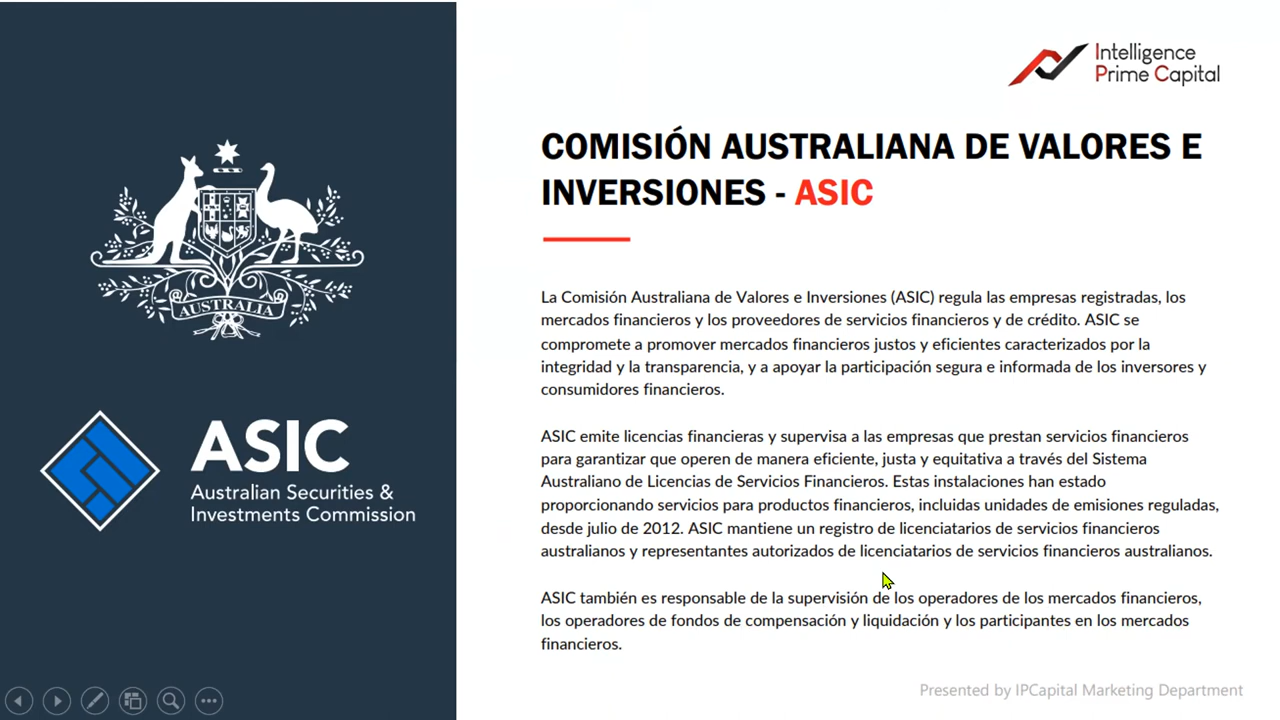 Intelligence
Prime Capital
COMISIÓN AUSTRALIANA DE VALORES E
INVERSIONES - ASIC
AUSTRALIA
ASIC
Australian Securities &
Investments Commission
La Comisión Australiana de Valores e Inversiones (ASIC) regula las empresas registradas, los
mercados financieros y los proveedores de servicios financieros y de crédito. ASIC se
compromete a promover mercados financieros justos y eficientes caracterizados por la
integridad y la transparencia, y a apoyar la participación segura e informada de los inversores y
consumidores financieros.
ASIC emite licencias financieras y supervisa a las empresas que prestan servicios financieros
para garantizar que operen de manera eficiente, justa y equitativa a través del Sistema
Australiano de Licencias de Servicios Financieros. Estas instalaciones han estado
proporcionando servicios para productos financieros, incluidas unidades de emisiones reguladas,
desde julio de 2012. ASIC mantiene un registro de licenciatarios de servicios financieros
australianos y representantes autorizados de licenciatarios de servicios financieros australianos.
ASIC también es responsable de la supervisión de los operadores de los mercados financieros,
los operadores de fondos de compensación y liquidación y los participantes en los mercados
financieros.
Presented by IPCapital Marketing Department